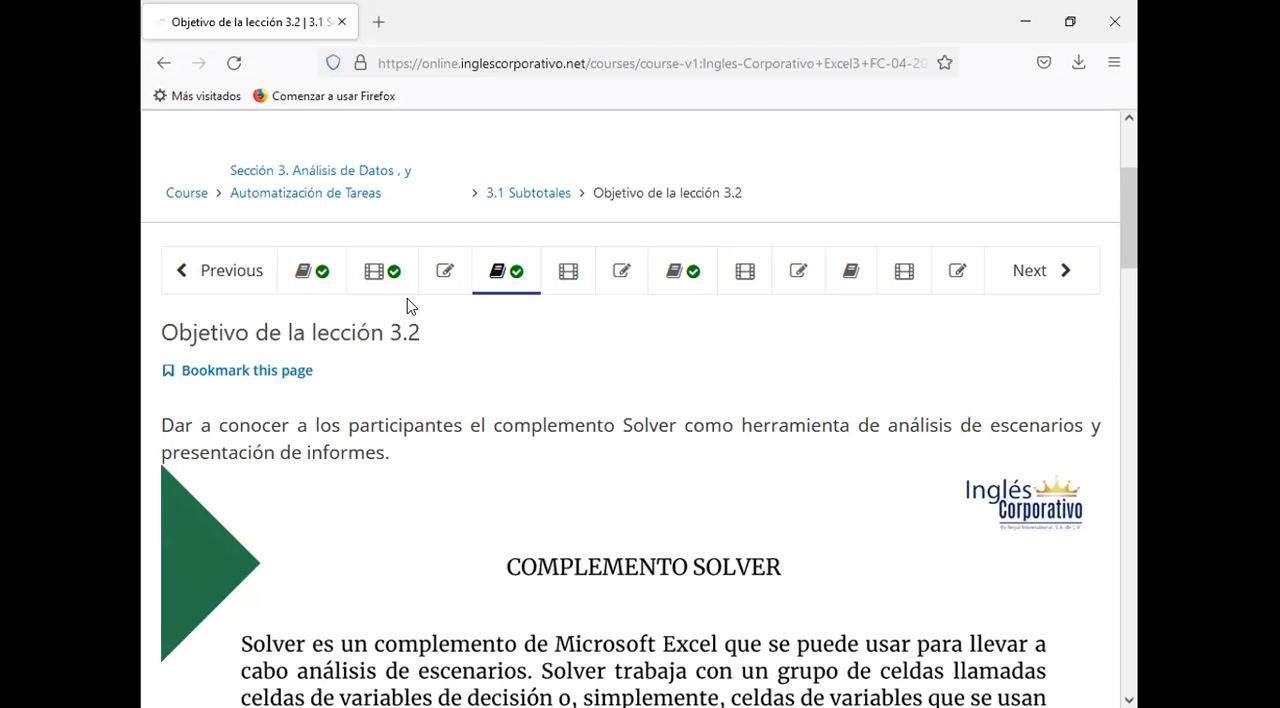 Objetivo de la lección 3.2 | 3.1 S
https://online.inglescorporativo.net/courses/course-v1:Ingles-Corporativo+Excel3+FC-04-20
Más visitados Comenzar a usar Firefox
Sección 3. Análisis de Datos , y
Course > Automatización de Tareas > 3.1 Subtotales > Objetivo de la lección 3.2
Previous Next
Objetivo de la lección 3.2
Bookmark this page
Dar a conocer a los participantes el complemento Solver como herramienta de análisis de escenarios y
presentación de informes.
Inglés
Corporativo
COMPLEMENTO SOLVER
Solver es un complemento de Microsoft Excel que se puede usar para llevar a
cabo análisis de escenarios. Solver trabaja con un grupo de celdas llamadas
celdas de variables de decisión o, simplemente, celdas de variables que se usan